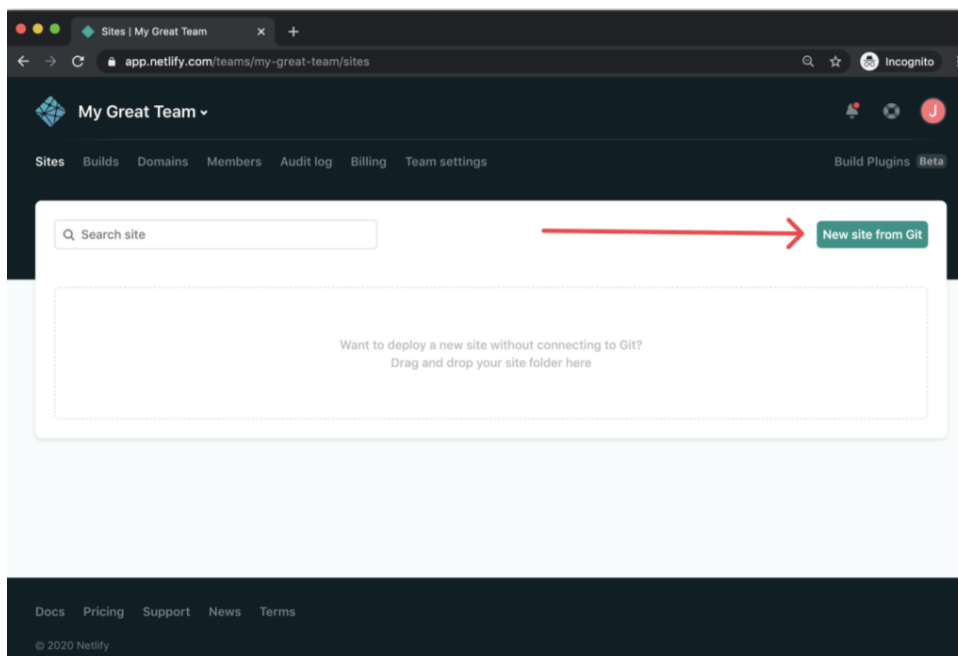 Sites | My Great Team
app.netlify.com/teams/my-great-team/sites
Incognito
My Great Team
J
Sites Builds Domains Members Audit log Billing Team settings Build Plugins Beta
Search site
New site from Git
Want to deploy a new site without connecting to Git?
Drag and drop your site folder here
Docs Pricing Support News Terms
© 2020 Netlify